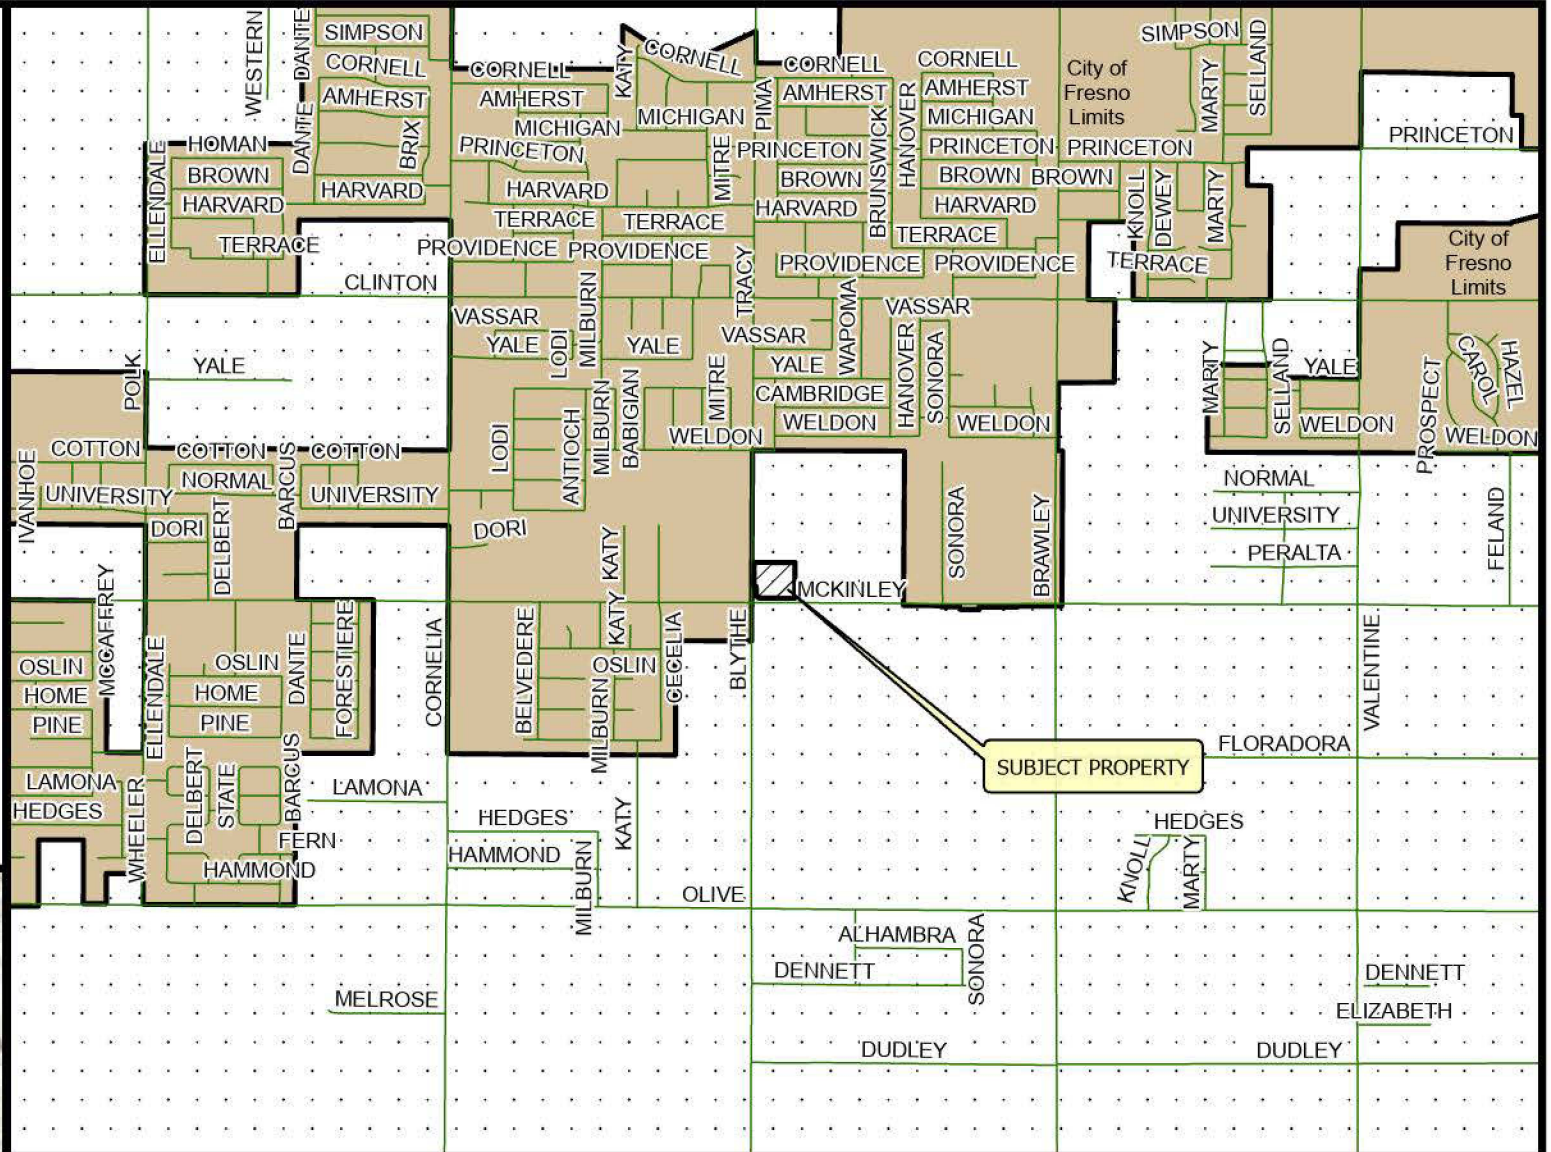 WESTERN
DANTE
SIMPSON
CORNELL
AMHERST
DANTE
BRIX
HARVARD
HOMAN
ELLENDALE
BROWN
HARVARD
TERRACE
CLINTON
CORNELL
AMHERST
MICHIGAN
PRINCETON
HARVARD
TERRACE
PROVIDENCE
KATY
CORNELL
MICHIGAN
MITRE
TERRACE
PROVIDENCE
PIMA
CORNELL
AMHERST
PRINCETON
BROWN
HARVARD
BRUNSWICK
HANOVER
CORNELL
AMHERST
MICHIGAN
PRINCETON
BROWN
HARVARD
TERRACE
PROVIDENCE
PROVIDENCE
City of
Fresno
Limits
SIMPSON
MARTY
SELLAND
PRINCETON
BROWN
KNOLL
DEWEY
MARTY
TERRACE
PRINCETON
City of
Fresno
Limits
POLK
YALE
VASSAR
YALE
LODI
MILBURN
YALE
TRACY
VASSAR
YALE
WAPOMA
VASSAR
HANOVER
SONORA
CAMBRIDGE
WELDON
WELDON
MITRE
WELDON
BABIGIAN
MILBURN
ANTIOCH
LODI
MARTY
SELLAND
YALE
WELDON
PROSPECT
CAROL
HAZEL
WELDON
COTTON
COTTON
COTTON
IVANHOE
UNIVERSITY
NORMAL
BARCUS
UNIVERSITY
DORI
DELBERT
DORI
KATY
SONORA
BRAWLEY
NORMAL
UNIVERSITY
PERALTA
FELAND
MCKINLEY
MCCAFFREY
OSLIN
HOME
PINE
ELLENDALE
OSLIN
HOME
PINE
DANTE
FORESTIERE
CORNELIA
BELVEDERE
KATY
OSLIN
MILBURN
CECELIA
BLYTHE
VALENTINE
FLORADORA
SUBJECT PROPERTY
LAMONA
HEDGES
WHEELER
DELBERT
STATE
BARCUS
FERN
HAMMOND
LAMONA
HEDGES
HAMMOND
MILBURN
KATY
OLIVE
HEDGES
KNOLL
MARTY
ALHAMBRA
DENNETT
SONORA
DENNETT
ELIZABETH
MELROSE
DUDLEY
DUDLEY